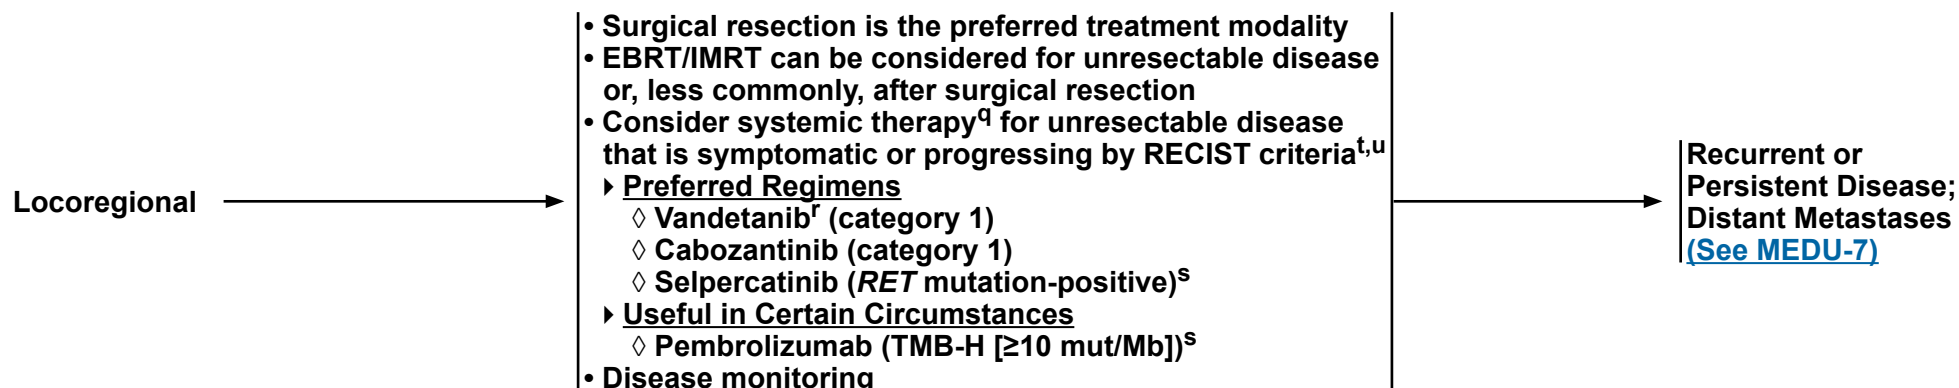 Locoregional
• Surgical resection is the preferred treatment modality
• EBRT/IMRT can be considered for unresectable disease
or, less commonly, after surgical resection
• Consider systemic therapyq for unresectable disease
that is symptomatic or progressing by RECIST criteriat,u
▸ Preferred Regimens
◊ Vandetanibr (category 1)
◊ Cabozantinib (category 1)
◊ Selpercatinib (RET mutation-positive)s
▸ Useful in Certain Circumstances
◊ Pembrolizumab (TMB-H [≥10 mut/Mb])s
• Disease monitoring
Recurrent or
Persistent Disease;
Distant Metastases
(See MEDU-7)